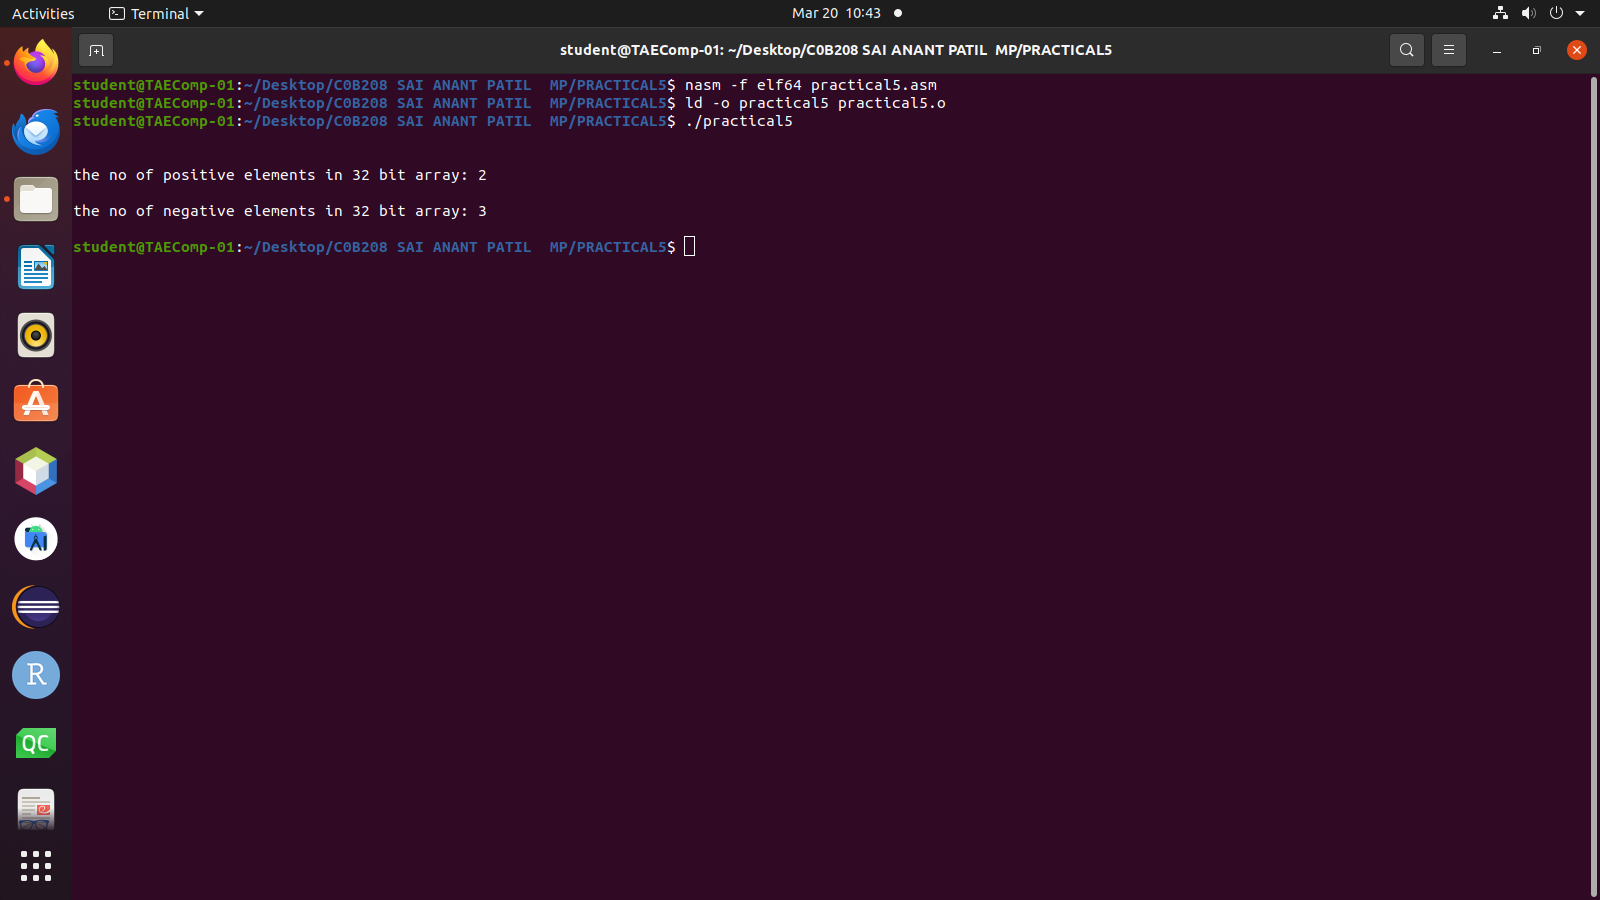 Activities Terminal Mar 20 10:43
student@TAEComp-01: ~/Desktop/C0B208 SAI ANANT PATIL  MP/PRACTICAL5
student@TAEComp-01:~/Desktop/C0B208 SAI ANANT PATIL  MP/PRACTICAL5$ nasm -f elf64 practical5.asm
student@TAEComp-01:~/Desktop/C0B208 SAI ANANT PATIL  MP/PRACTICAL5$ ld -o practical5 practical5.o
student@TAEComp-01:~/Desktop/C0B208 SAI ANANT PATIL  MP/PRACTICAL5$ ./practical5
the no of positive elements in 32 bit array: 2
the no of negative elements in 32 bit array: 3
student@TAEComp-01:~/Desktop/C0B208 SAI ANANT PATIL  MP/PRACTICAL5$
R
QC